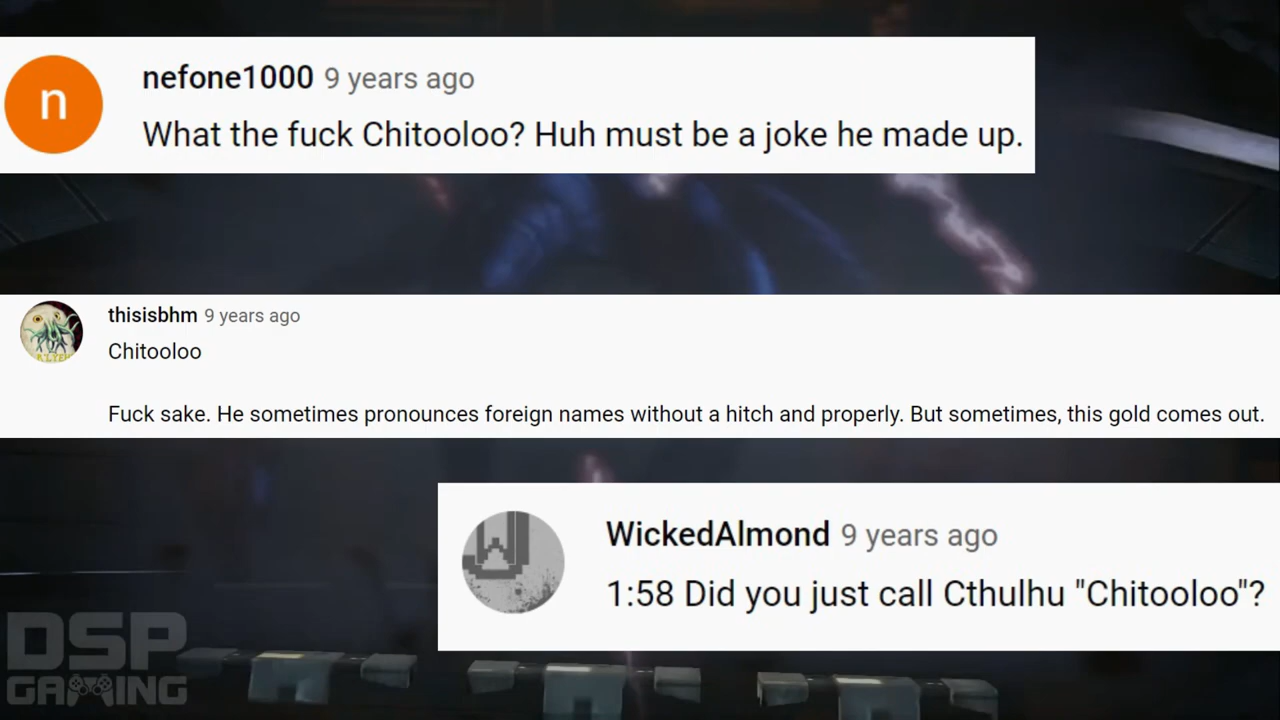 n
nefone1000 9 years ago
What the fuck Chitooloo? Huh must be a joke he made up.
thisisbhm 9 years ago
Chitooloo
Fuck sake. He sometimes pronounces foreign names without a hitch and properly. But sometimes, this gold comes out.
WickedAlmond 9 years ago
1:58 Did you just call Cthulhu "Chitooloo"?
DSP
GAMING